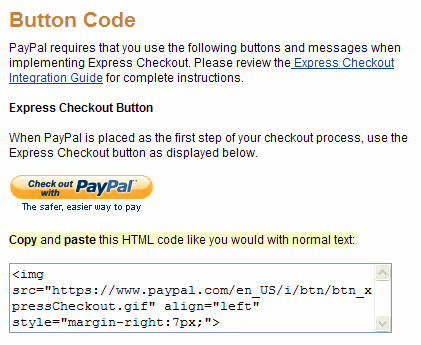 Button Code
PayPal requires that you use the following buttons and messages when
implementing Express Checkout. Please review the Express Checkout
Integration Guide for complete instructions.
Express Checkout Button
When PayPal is placed as the first step of your checkout process, use the
Express Checkout button as displayed below.
Check out
with PayPal™
The safer, easier way to pay
Copy and paste this HTML code like you would with normal text:
<img
src="https://www.paypal.com/en_US/i/btn/btn_x
pressCheckout.gif" align="left"
style="margin-right:7px;">